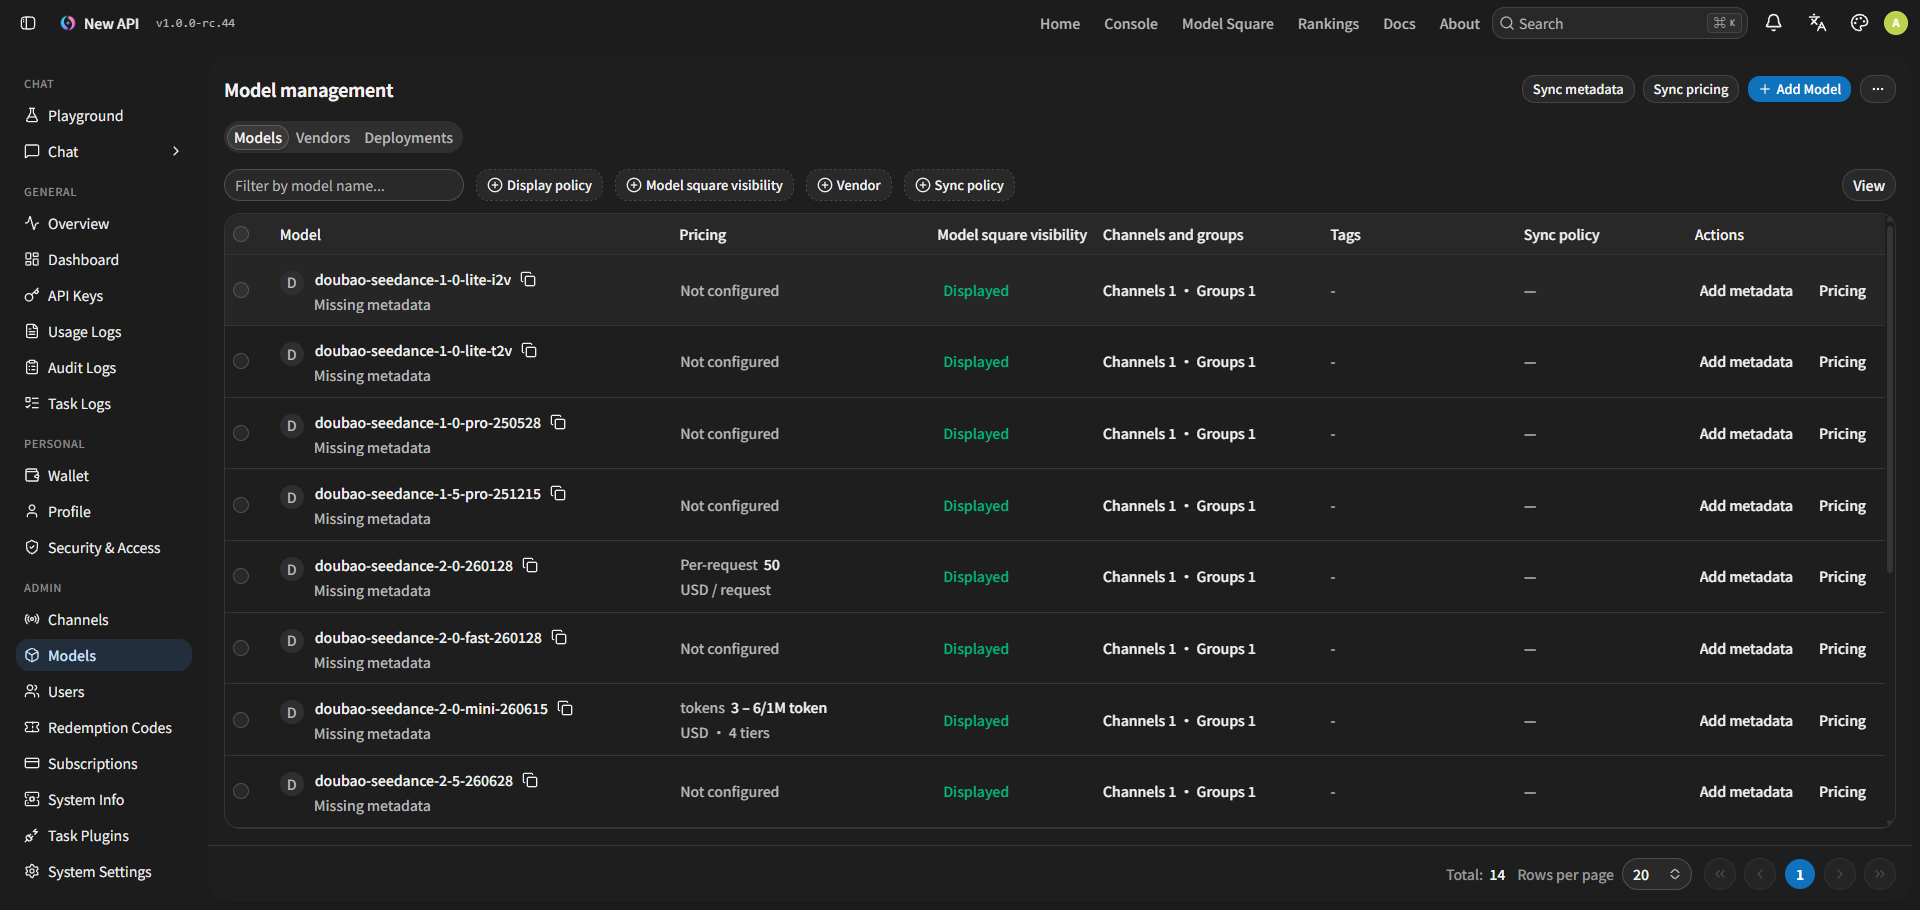 New API v1.0.0-rc.44
Home Console Model Square Rankings Docs About Search ⌘ K A
CHAT
Playground
Chat
GENERAL
Overview
Dashboard
API Keys
Usage Logs
Audit Logs
Task Logs
PERSONAL
Wallet
Profile
Security & Access
ADMIN
Channels
Models
Users
Redemption Codes
Subscriptions
System Info
Task Plugins
System Settings
Model management
Sync metadata Sync pricing + Add Model ...
Models Vendors Deployments
Filter by model name... Display policy Model square visibility Vendor Sync policy View
Model Pricing Model square visibility Channels and groups Tags Sync policy Actions
D doubao-seedance-1-0-lite-i2v
Missing metadata
Not configured Displayed Channels 1 • Groups 1 - — Add metadata Pricing
D doubao-seedance-1-0-lite-t2v
Missing metadata
Not configured Displayed Channels 1 • Groups 1 - — Add metadata Pricing
D doubao-seedance-1-0-pro-250528
Missing metadata
Not configured Displayed Channels 1 • Groups 1 - — Add metadata Pricing
D doubao-seedance-1-5-pro-251215
Missing metadata
Not configured Displayed Channels 1 • Groups 1 - — Add metadata Pricing
D doubao-seedance-2-0-260128
Missing metadata
Per-request 50
USD / request
Displayed Channels 1 • Groups 1 - — Add metadata Pricing
D doubao-seedance-2-0-fast-260128
Missing metadata
Not configured Displayed Channels 1 • Groups 1 - — Add metadata Pricing
D doubao-seedance-2-0-mini-260615
Missing metadata
tokens 3 – 6/1M token
USD • 4 tiers
Displayed Channels 1 • Groups 1 - — Add metadata Pricing
D doubao-seedance-2-5-260628
Missing metadata
Not configured Displayed Channels 1 • Groups 1 - — Add metadata Pricing
Total: 14 Rows per page 20 « ‹ 1 › »